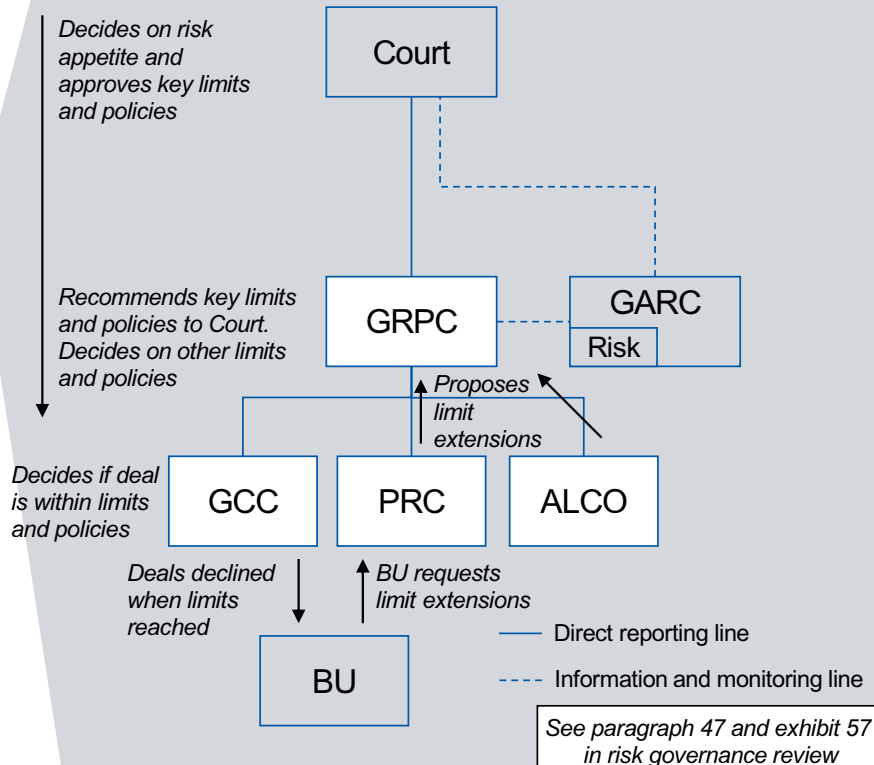 Decides on risk
appetite and
approves key limits
and policies
Court
Recommends key limits
and policies to Court.
Decides on other limits
and policies
GRPC
GARC
Risk
Proposes
limit
extensions
Decides if deal
is within limits
and policies
GCC
PRC
ALCO
Deals declined
when limits
reached
BU requests
limit extensions
BU
Direct reporting line
Information and monitoring line
See paragraph 47 and exhibit 57
in risk governance review